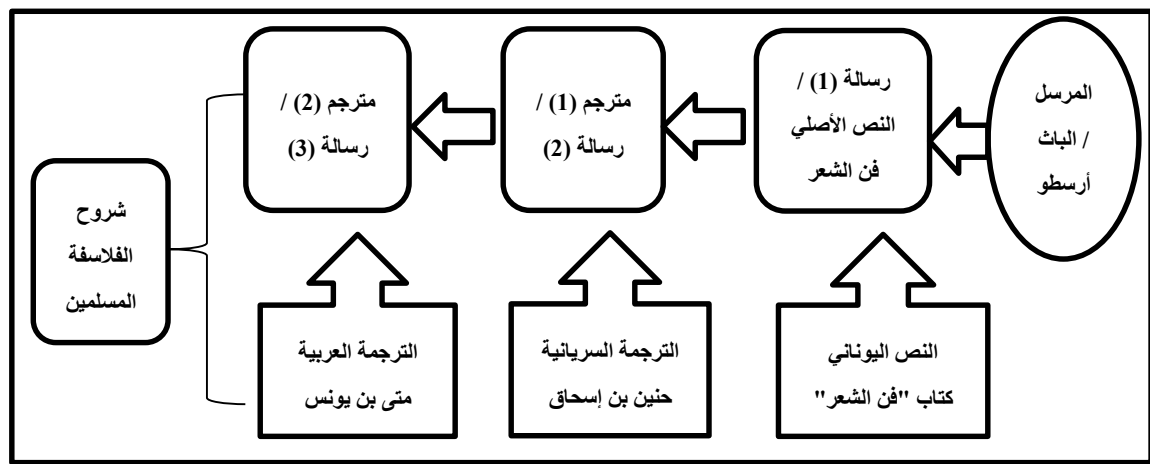 المرسل
/ الباث
أرسطو
رسالة (1) /
النص الأصلي
فن الشعر
مترجم (1) /
رسالة (2)
مترجم (2) /
رسالة (3)
شروح
الفلاسفة
المسلمين
النص اليوناني
كتاب "فن الشعر"
الترجمة السريانية
حنين بن إسحاق
الترجمة العربية
متى بن يونس